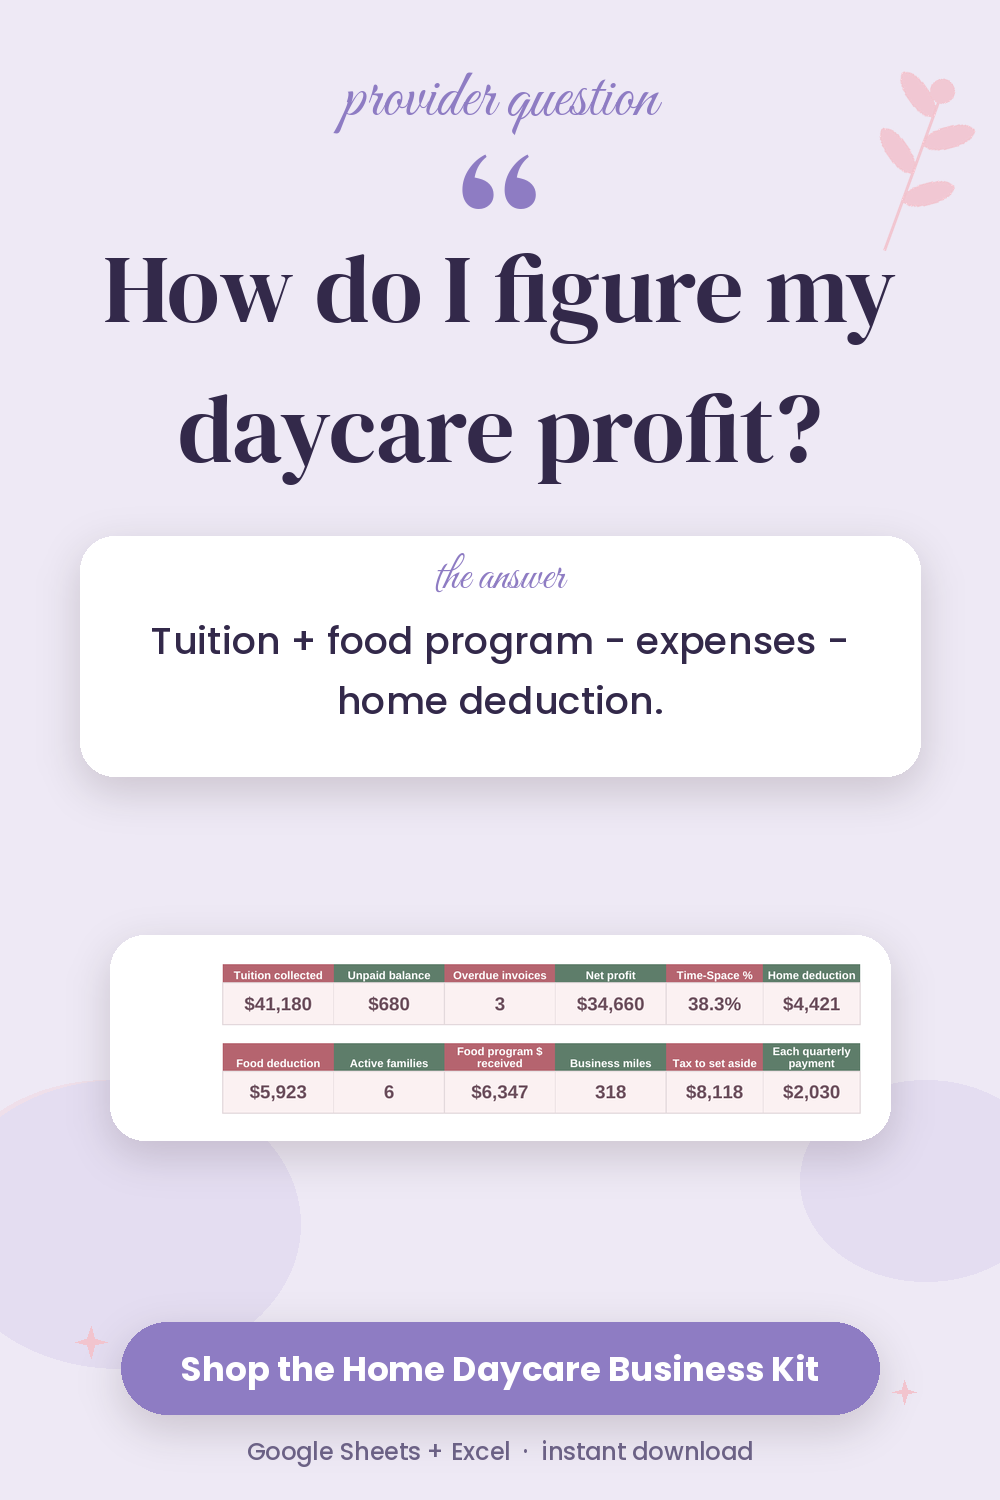 provider question
“
How do I figure my
daycare profit?
the answer
Tuition + food program - expenses -
home deduction.
Tuition collected Unpaid balance Overdue invoices Net profit Time-Space % Home deduction
$41,180 $680 3 $34,660 38.3% $4,421
Food deduction Active families Food program $ received Business miles Tax to set aside Each quarterly payment
$5,923 6 $6,347 318 $8,118 $2,030
Shop the Home Daycare Business Kit
Google Sheets + Excel · instant download